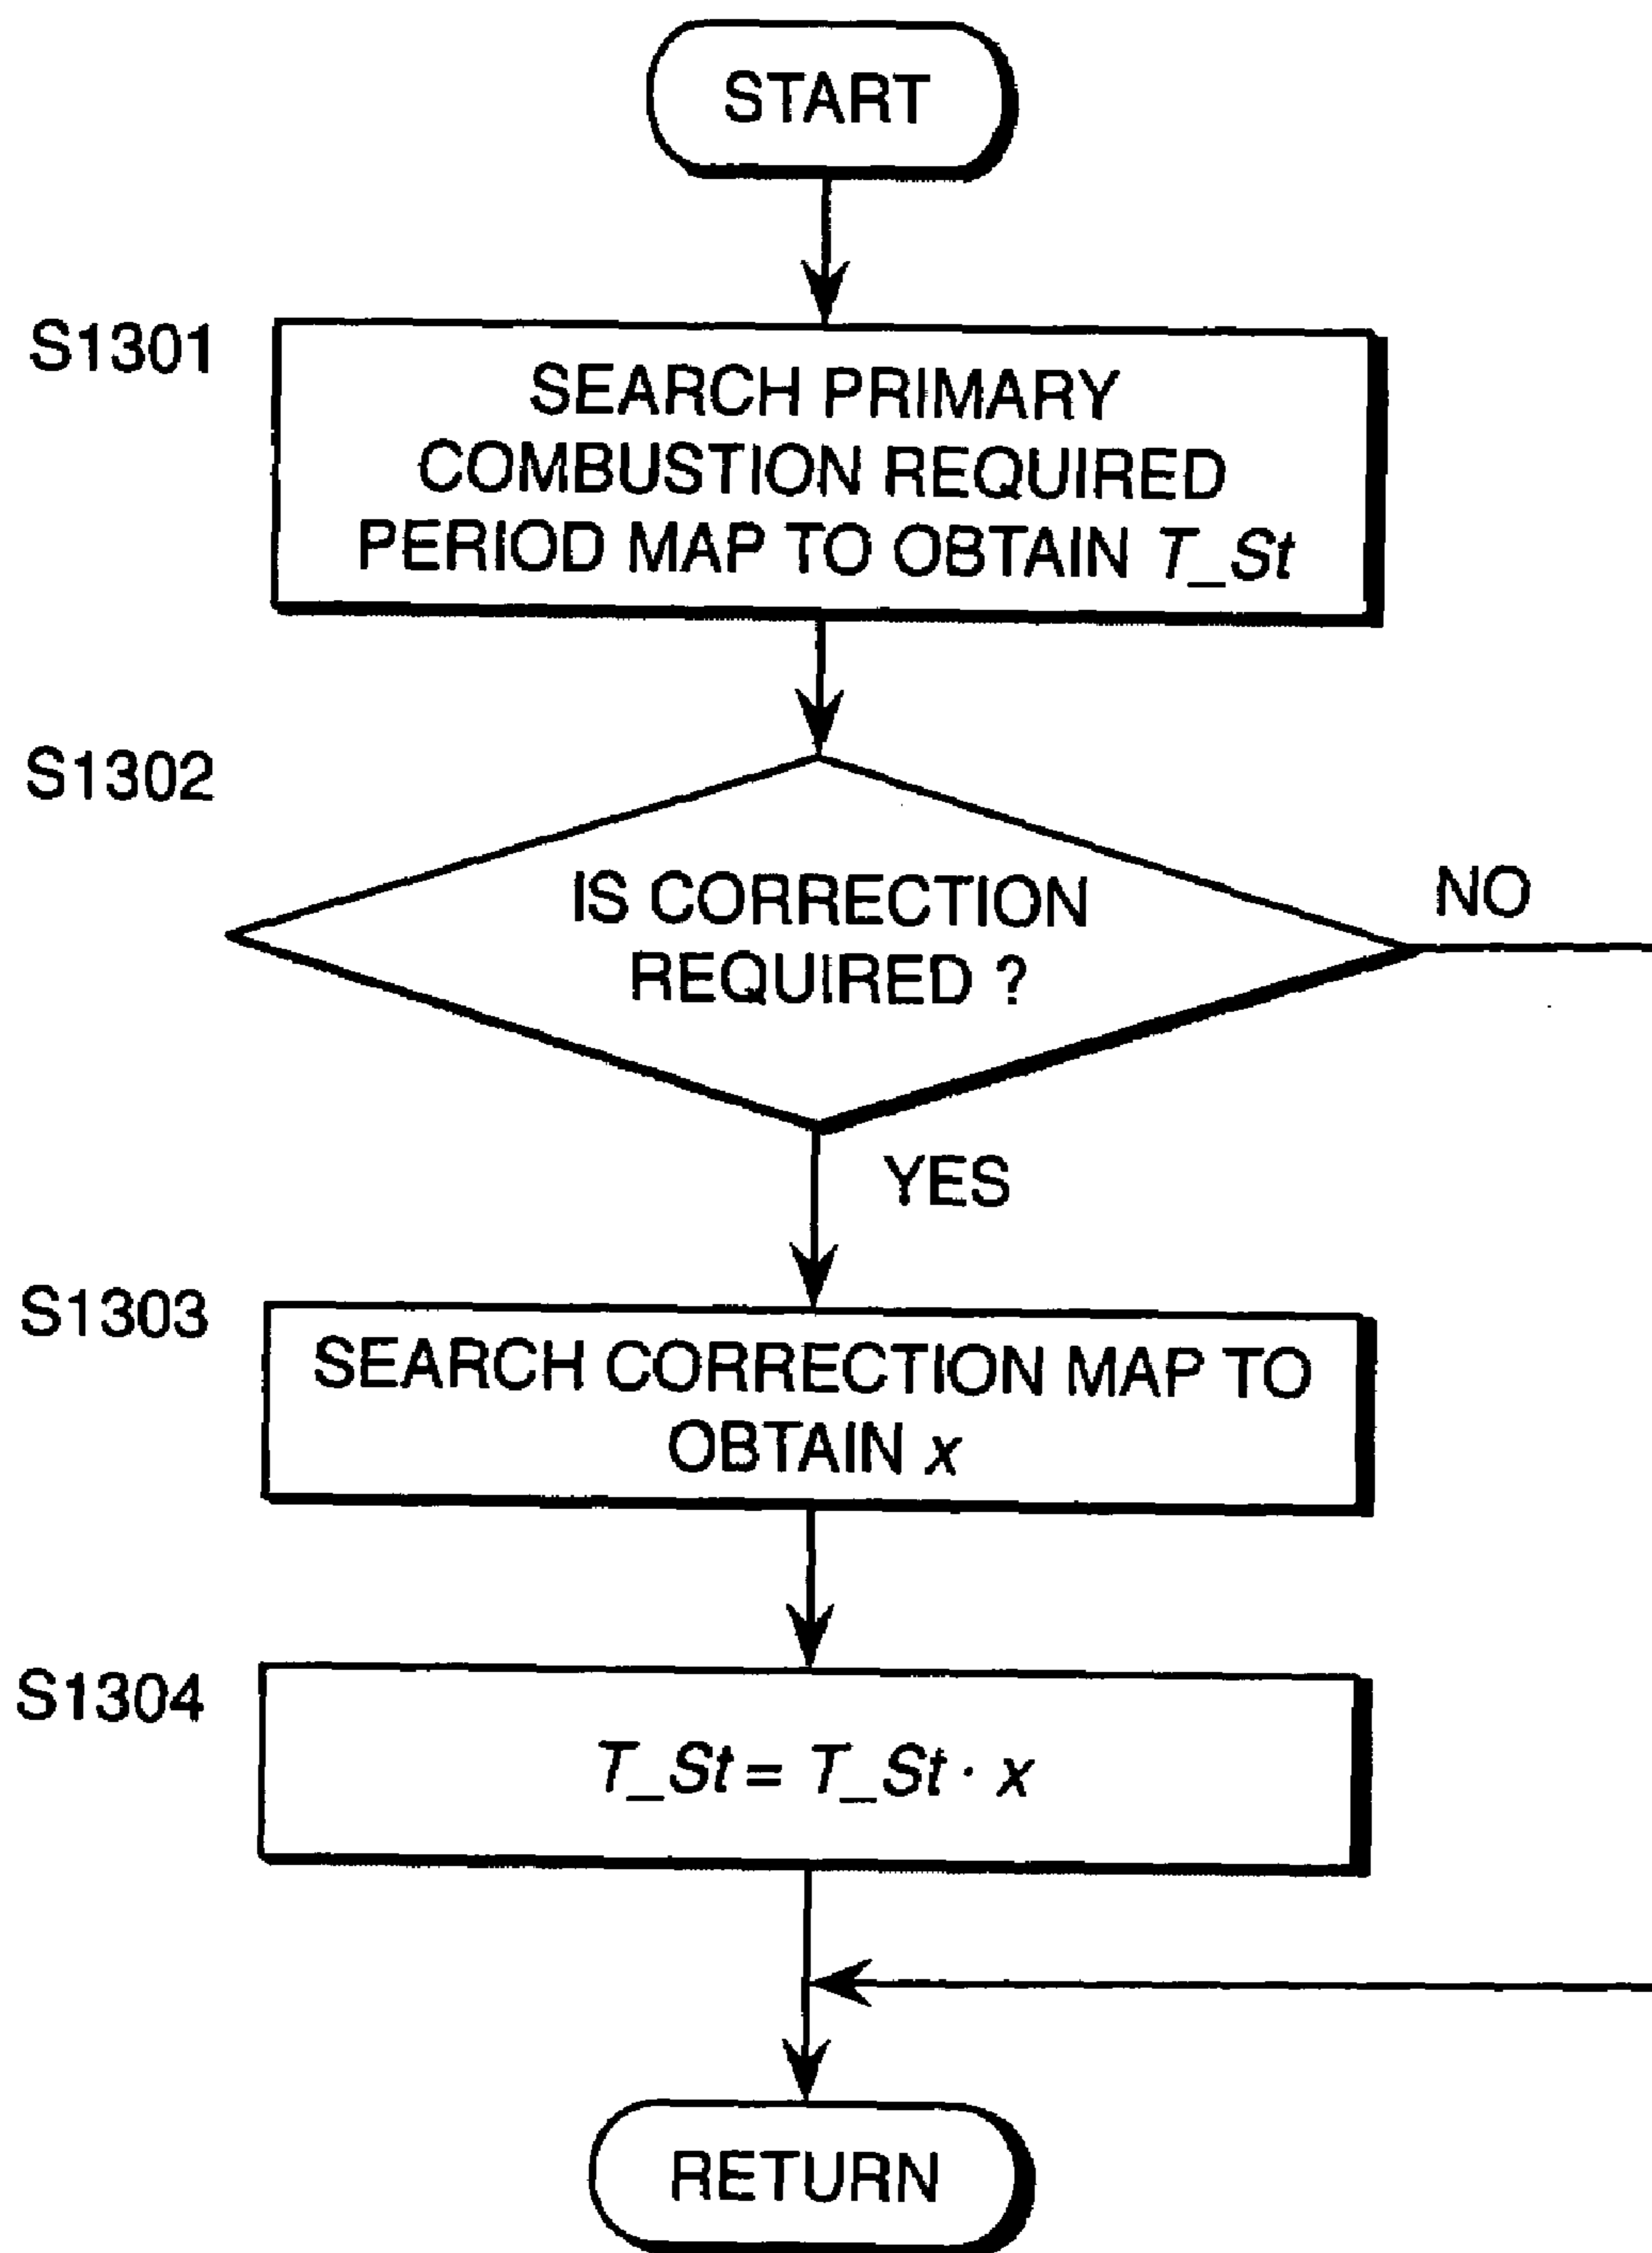 START
S1301
SEARCH PRIMARY
COMBUSTION REQUIRED
PERIOD MAP TO OBTAIN T_St
S1302
IS CORRECTION
REQUIRED ?
NO
YES
S1303
SEARCH CORRECTION MAP TO
OBTAIN x
S1304
T_St = T_St · x
RETURN